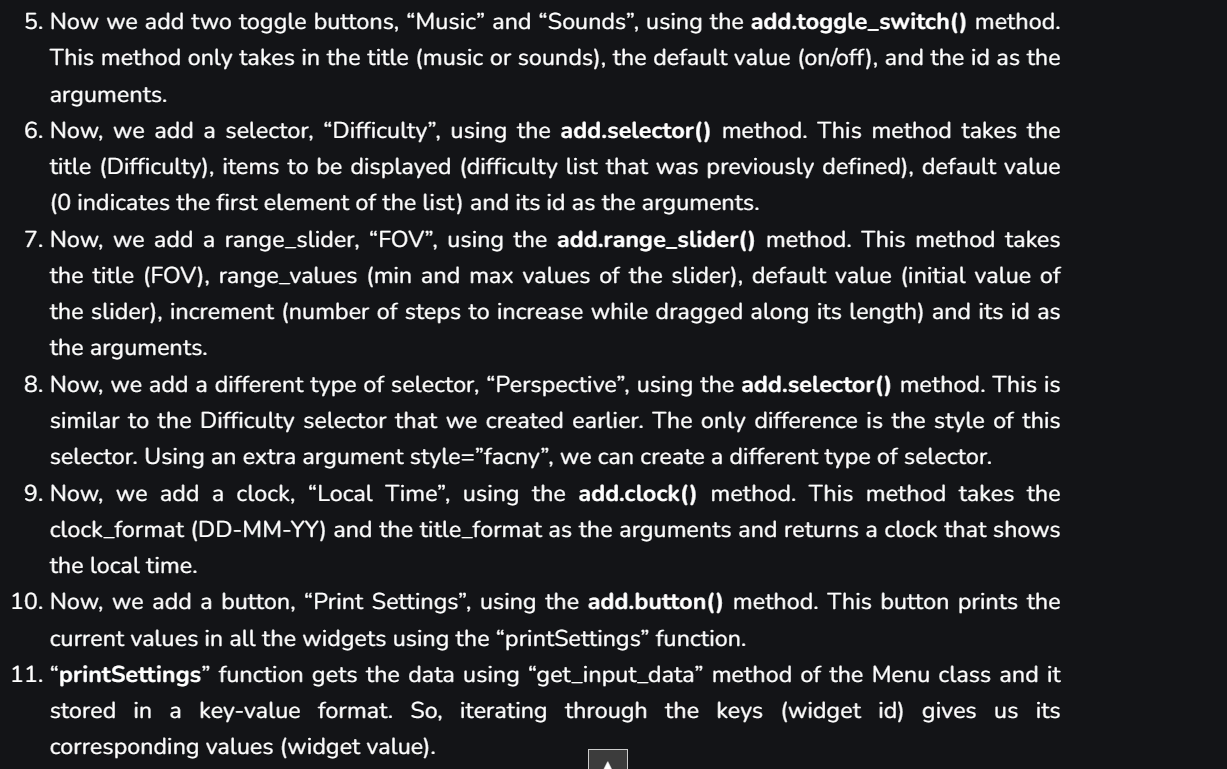 5. Now we add two toggle buttons, “Music” and “Sounds”, using the add.toggle_switch() method.
This method only takes in the title (music or sounds), the default value (on/off), and the id as the
arguments.
6. Now, we add a selector, “Difficulty”, using the add.selector() method. This method takes the
title (Difficulty), items to be displayed (difficulty list that was previously defined), default value
(0 indicates the first element of the list) and its id as the arguments.
7. Now, we add a range_slider, “FOV”, using the add.range_slider() method. This method takes
the title (FOV), range_values (min and max values of the slider), default value (initial value of
the slider), increment (number of steps to increase while dragged along its length) and its id as
the arguments.
8. Now, we add a different type of selector, “Perspective”, using the add.selector() method. This is
similar to the Difficulty selector that we created earlier. The only difference is the style of this
selector. Using an extra argument style=”facny”, we can create a different type of selector.
9. Now, we add a clock, “Local Time”, using the add.clock() method. This method takes the
clock_format (DD-MM-YY) and the title_format as the arguments and returns a clock that shows
the local time.
10. Now, we add a button, “Print Settings”, using the add.button() method. This button prints the
current values in all the widgets using the “printSettings” function.
11. “printSettings” function gets the data using “get_input_data” method of the Menu class and it
stored in a key-value format. So, iterating through the keys (widget id) gives us its
corresponding values (widget value).